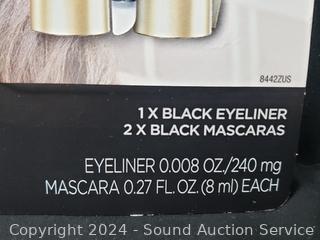 8442ZUS
1 X BLACK EYELINER
2 X BLACK MASCARAS
EYELINER 0.008 OZ./240 mg
MASCARA 0.27 FL. OZ. (8 ml) EACH
Copyright 2024 - Sound Auction Service